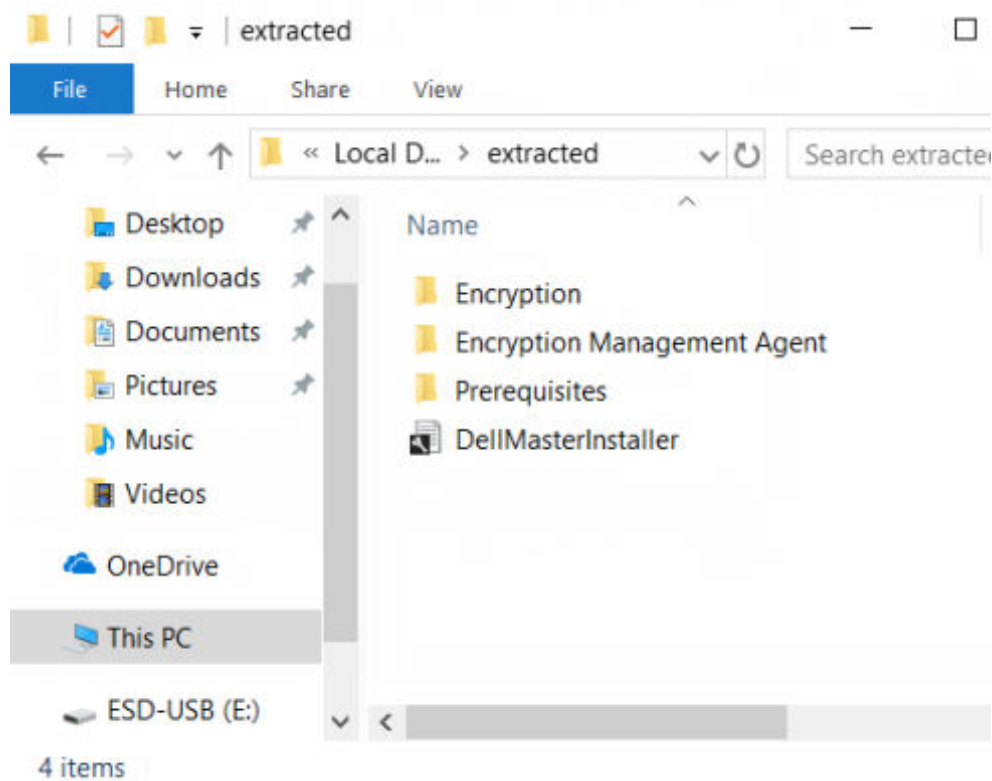 extracted
File Home Share View
« Local D... > extracted Search extracted
Desktop
Downloads
Documents
Pictures
Music
Videos
OneDrive
This PC
ESD-USB (E:)
Name
Encryption
Encryption Management Agent
Prerequisites
DellMasterInstaller
4 items